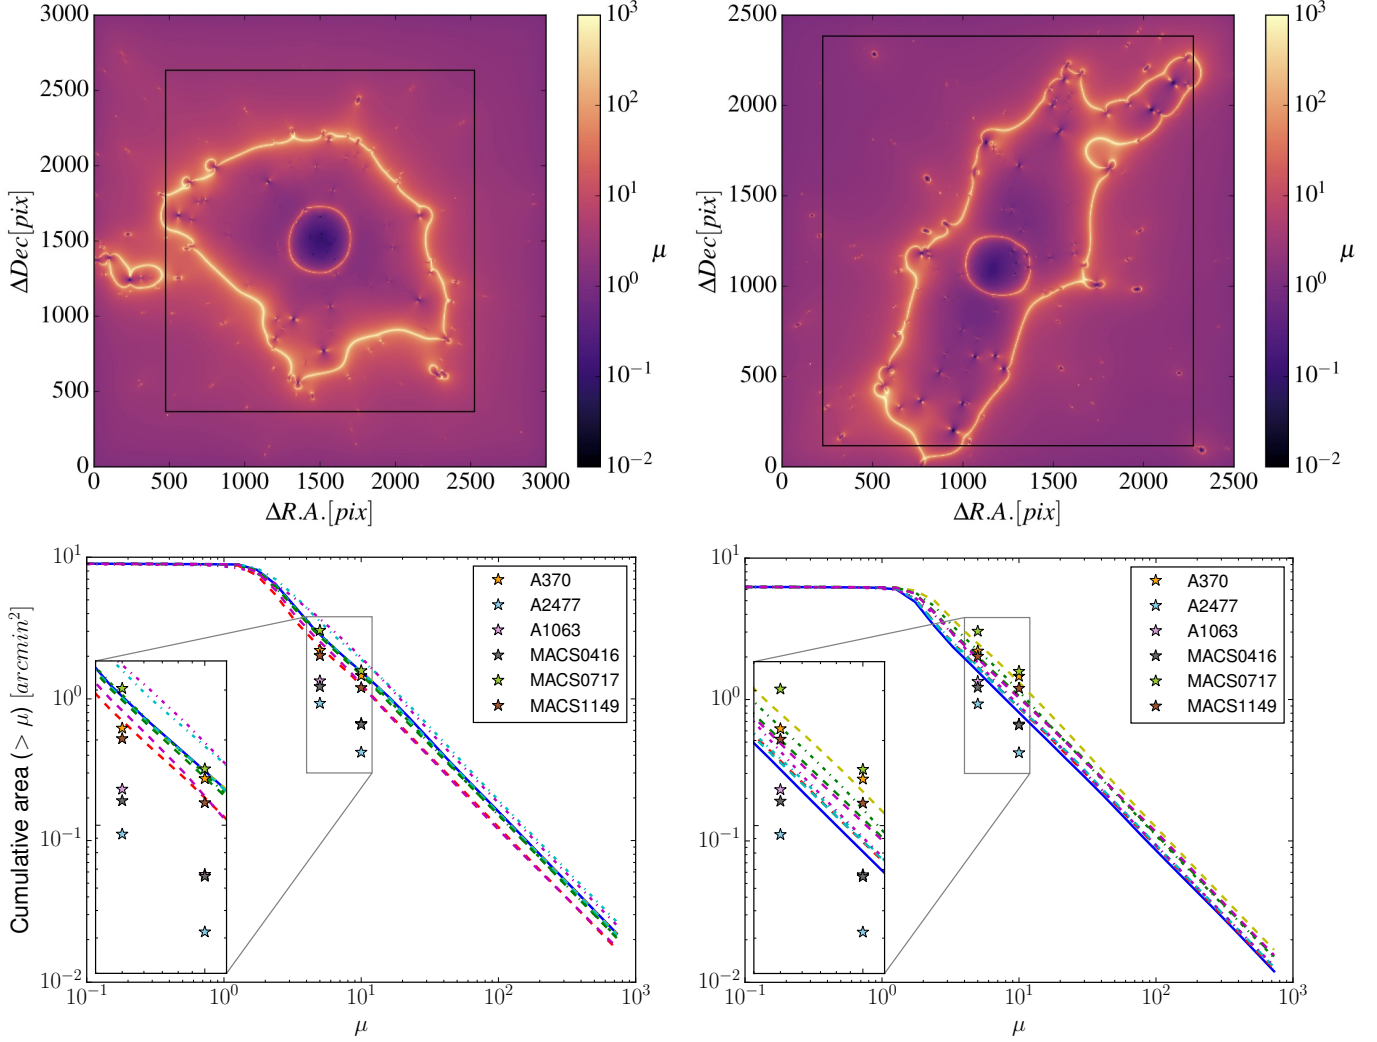 3000
2500
2000
1500
1000
500
0
ΔDec[pix]
0 500 1000 1500 2000 2500 3000
ΔR.A.[pix]
10^3
10^2
10^1
10^0
10^-1
10^-2
μ
2500
2000
1500
1000
500
0
ΔDec[pix]
0 500 1000 1500 2000 2500
ΔR.A.[pix]
10^3
10^2
10^1
10^0
10^-1
10^-2
μ
10^1
10^0
10^-1
10^-2
Cumulative area (> μ) [arcmin^2]
A370
A2477
A1063
MACS0416
MACS0717
MACS1149
10^-1 10^0 10^1 10^2 10^3
μ
10^1
10^0
10^-1
10^-2
A370
A2477
A1063
MACS0416
MACS0717
MACS1149
10^-1 10^0 10^1 10^2 10^3
μ